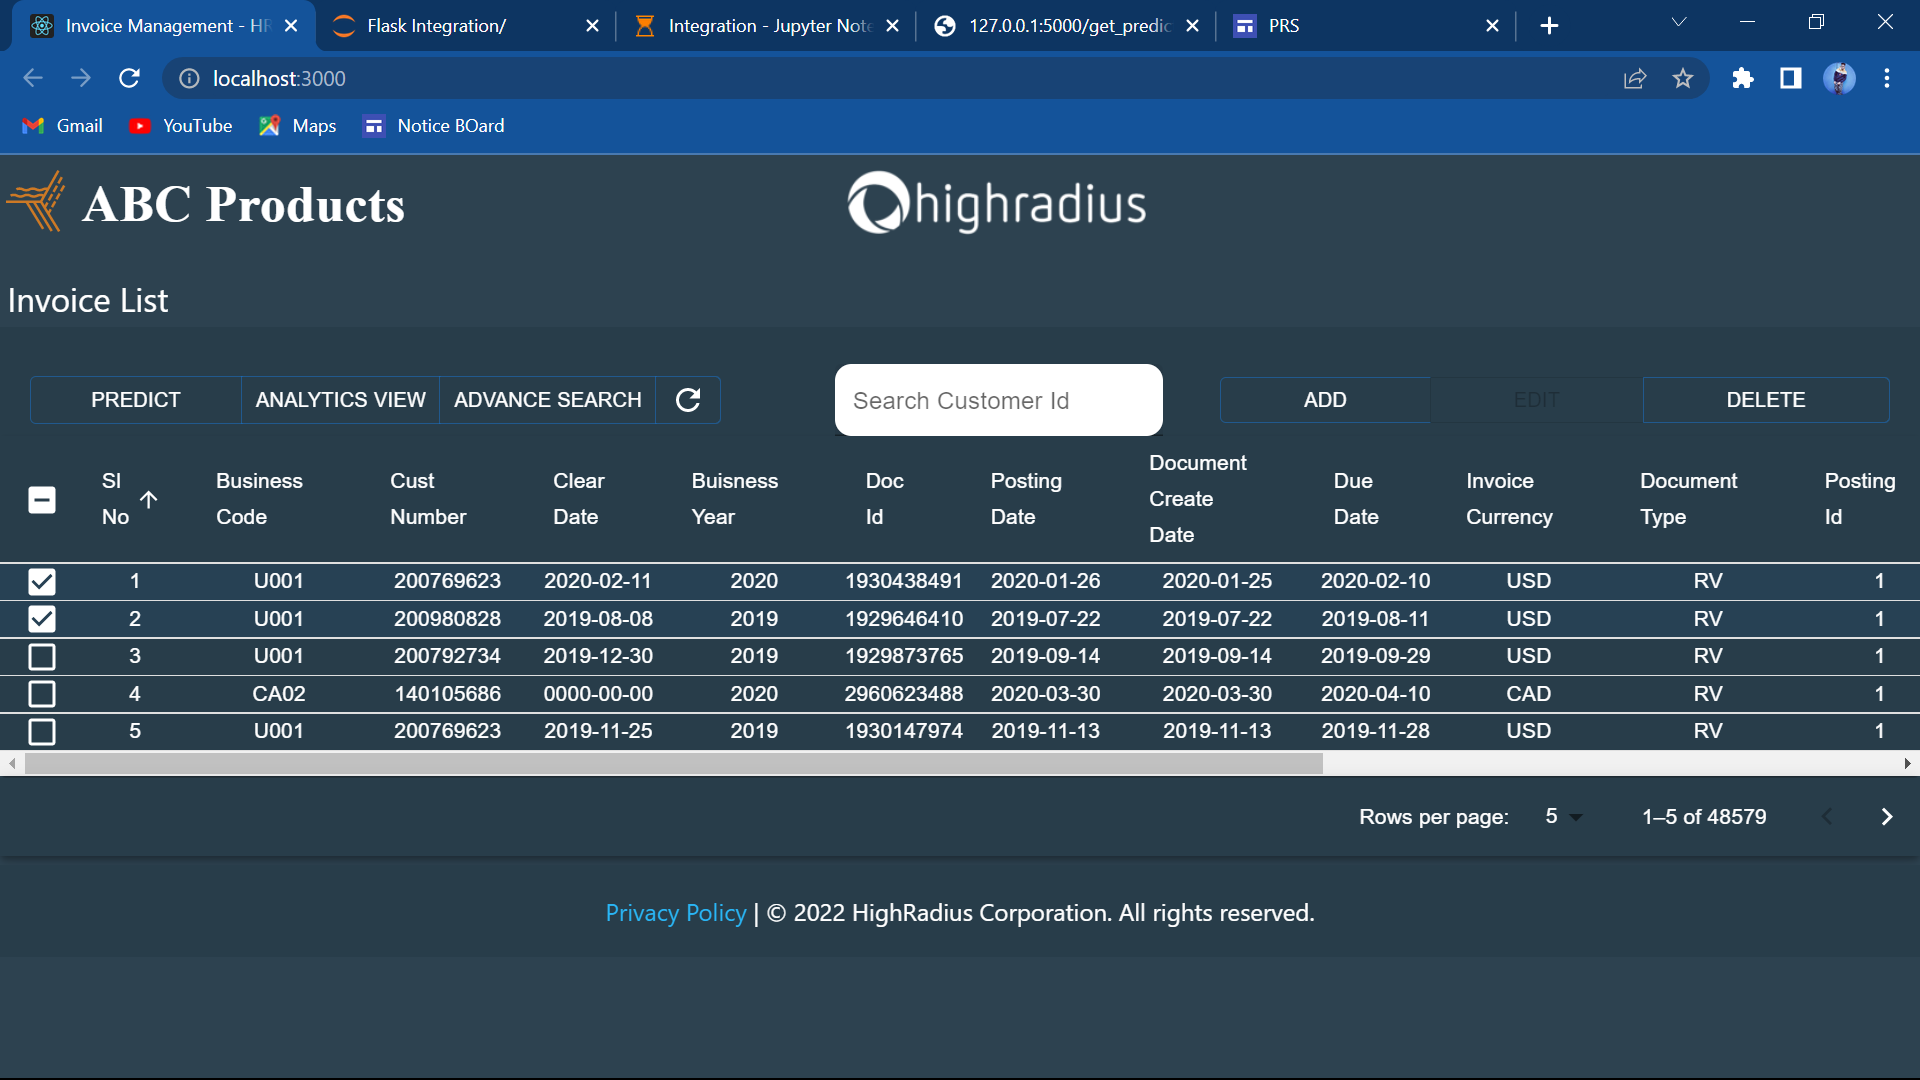 Invoice Management - HR
Flask Integration/
Integration - Jupyter Note
127.0.0.1:5000/get_predic
PRS
localhost:3000
Gmail
YouTube
Maps
Notice BOard
ABC Products
highradius
Invoice List
PREDICT
ANALYTICS VIEW
ADVANCE SEARCH
Search Customer Id
ADD
EDIT
DELETE
Sl No
Business Code
Cust Number
Clear Date
Buisness Year
Doc Id
Posting Date
Document Create Date
Due Date
Invoice Currency
Document Type
Posting Id
1 U001 200769623 2020-02-11 2020 1930438491 2020-01-26 2020-01-25 2020-02-10 USD RV 1
2 U001 200980828 2019-08-08 2019 1929646410 2019-07-22 2019-07-22 2019-08-11 USD RV 1
3 U001 200792734 2019-12-30 2019 1929873765 2019-09-14 2019-09-14 2019-09-29 USD RV 1
4 CA02 140105686 0000-00-00 2020 2960623488 2020-03-30 2020-03-30 2020-04-10 CAD RV 1
5 U001 200769623 2019-11-25 2019 1930147974 2019-11-13 2019-11-13 2019-11-28 USD RV 1
Rows per page: 5 1–5 of 48579
Privacy Policy | © 2022 HighRadius Corporation. All rights reserved.